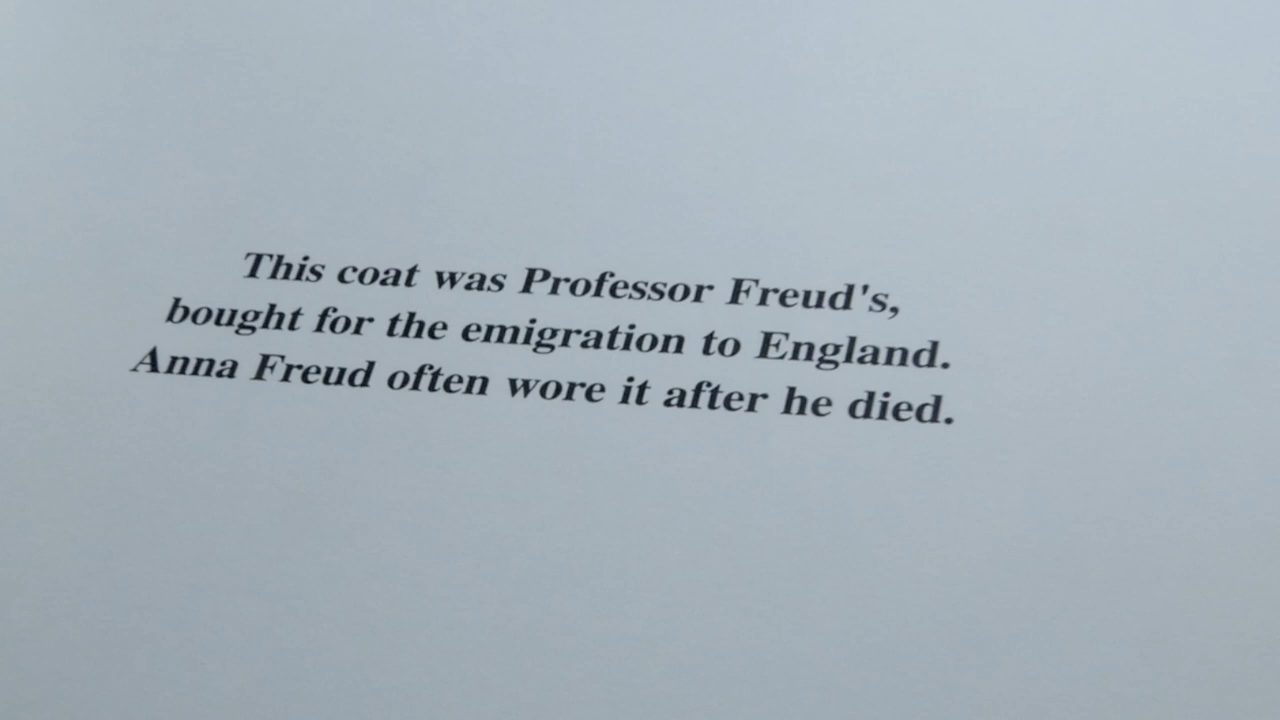 This coat was Professor Freud's,
bought for the emigration to England.
Anna Freud often wore it after he died.